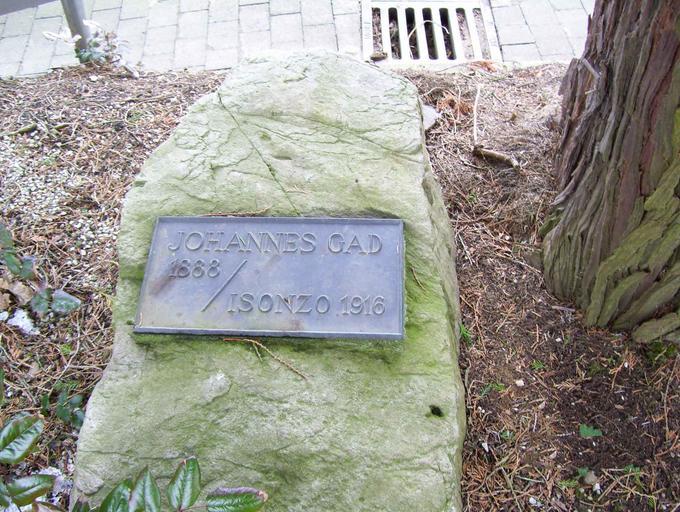 JOHANNES GAD
1888 /
ISONZO 1916